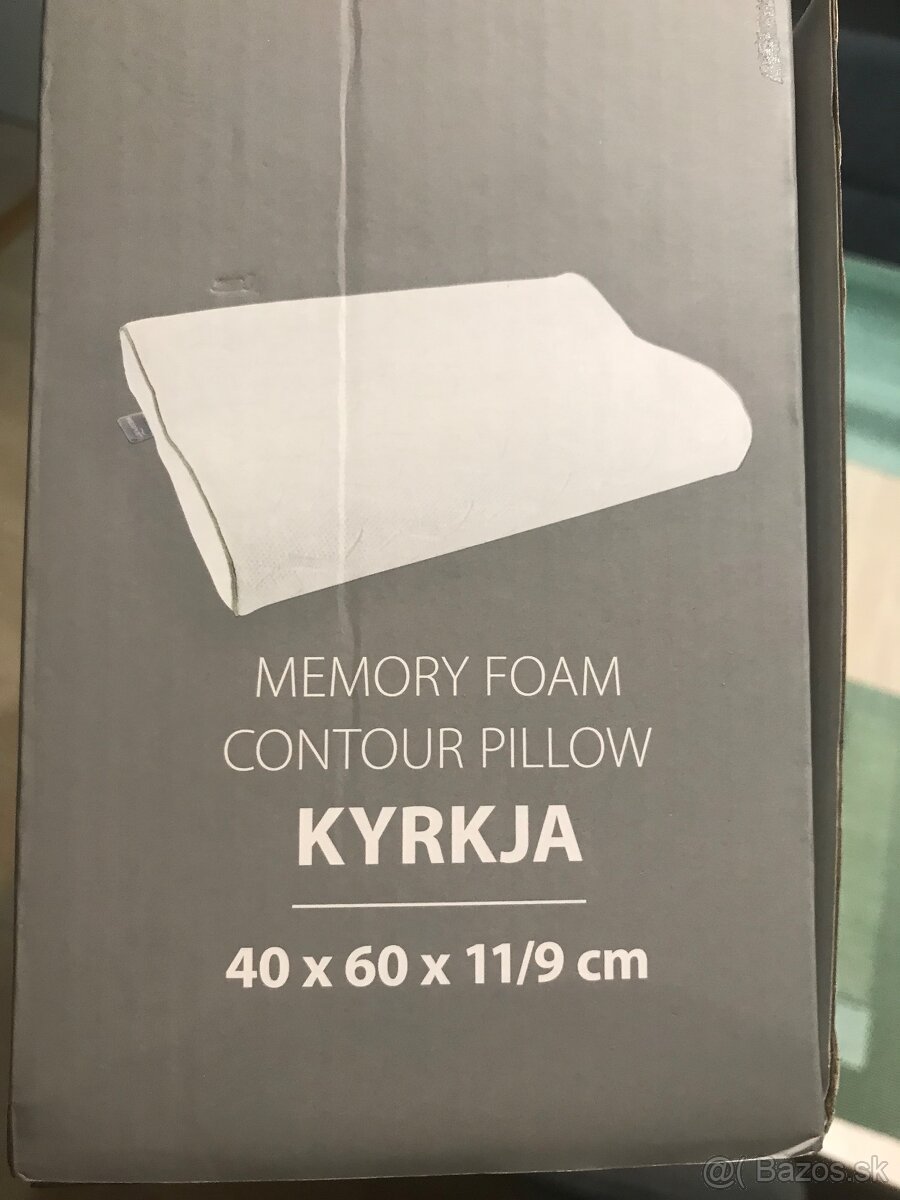 MEMORY FOAM
CONTOUR PILLOW
KYRKJA
40 x 60 x 11/9 cm
@( Bazos.sk